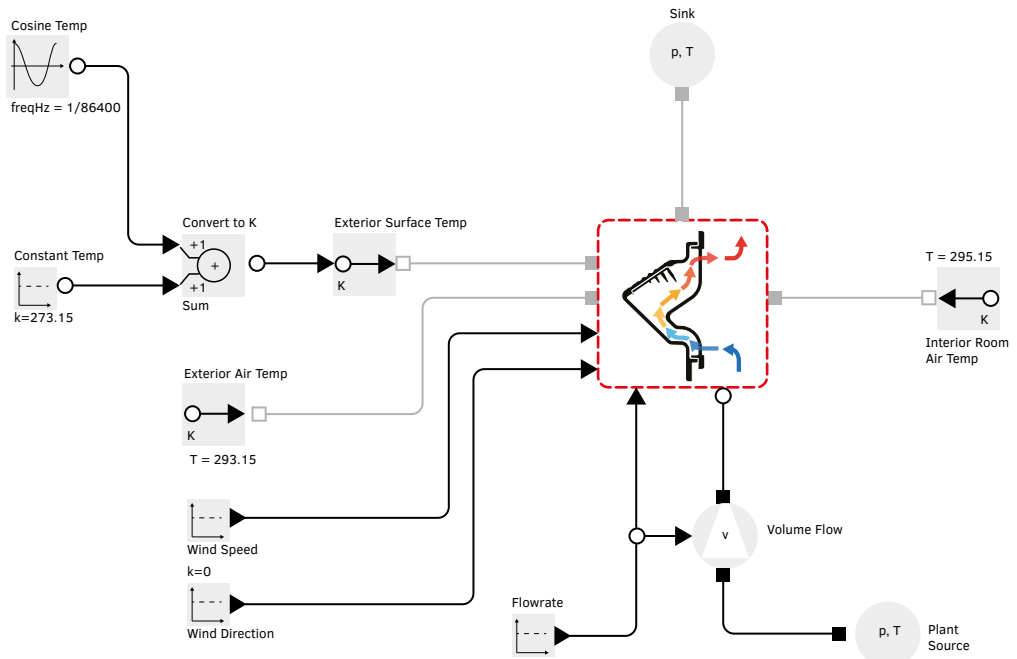 Sink
p, T
Cosine Temp
freqHz = 1/86400
Convert to K
+1
+
+1
Sum
Exterior Surface Temp
K
Constant Temp
k=273.15
T = 295.15
K
Interior Room
Air Temp
Exterior Air Temp
K
T = 293.15
Wind Speed
k=0
Wind Direction
Flowrate
v
Volume Flow
p, T
Plant
Source